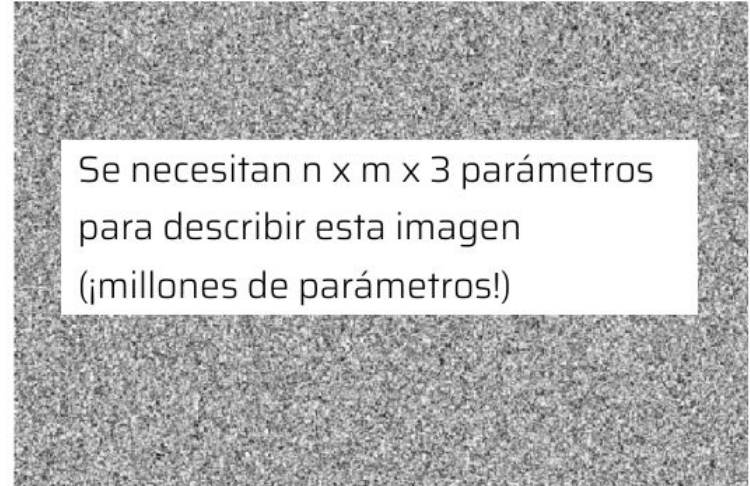 Se necesitan n x m x 3 parámetros
para describir esta imagen
(¡millones de parámetros!)